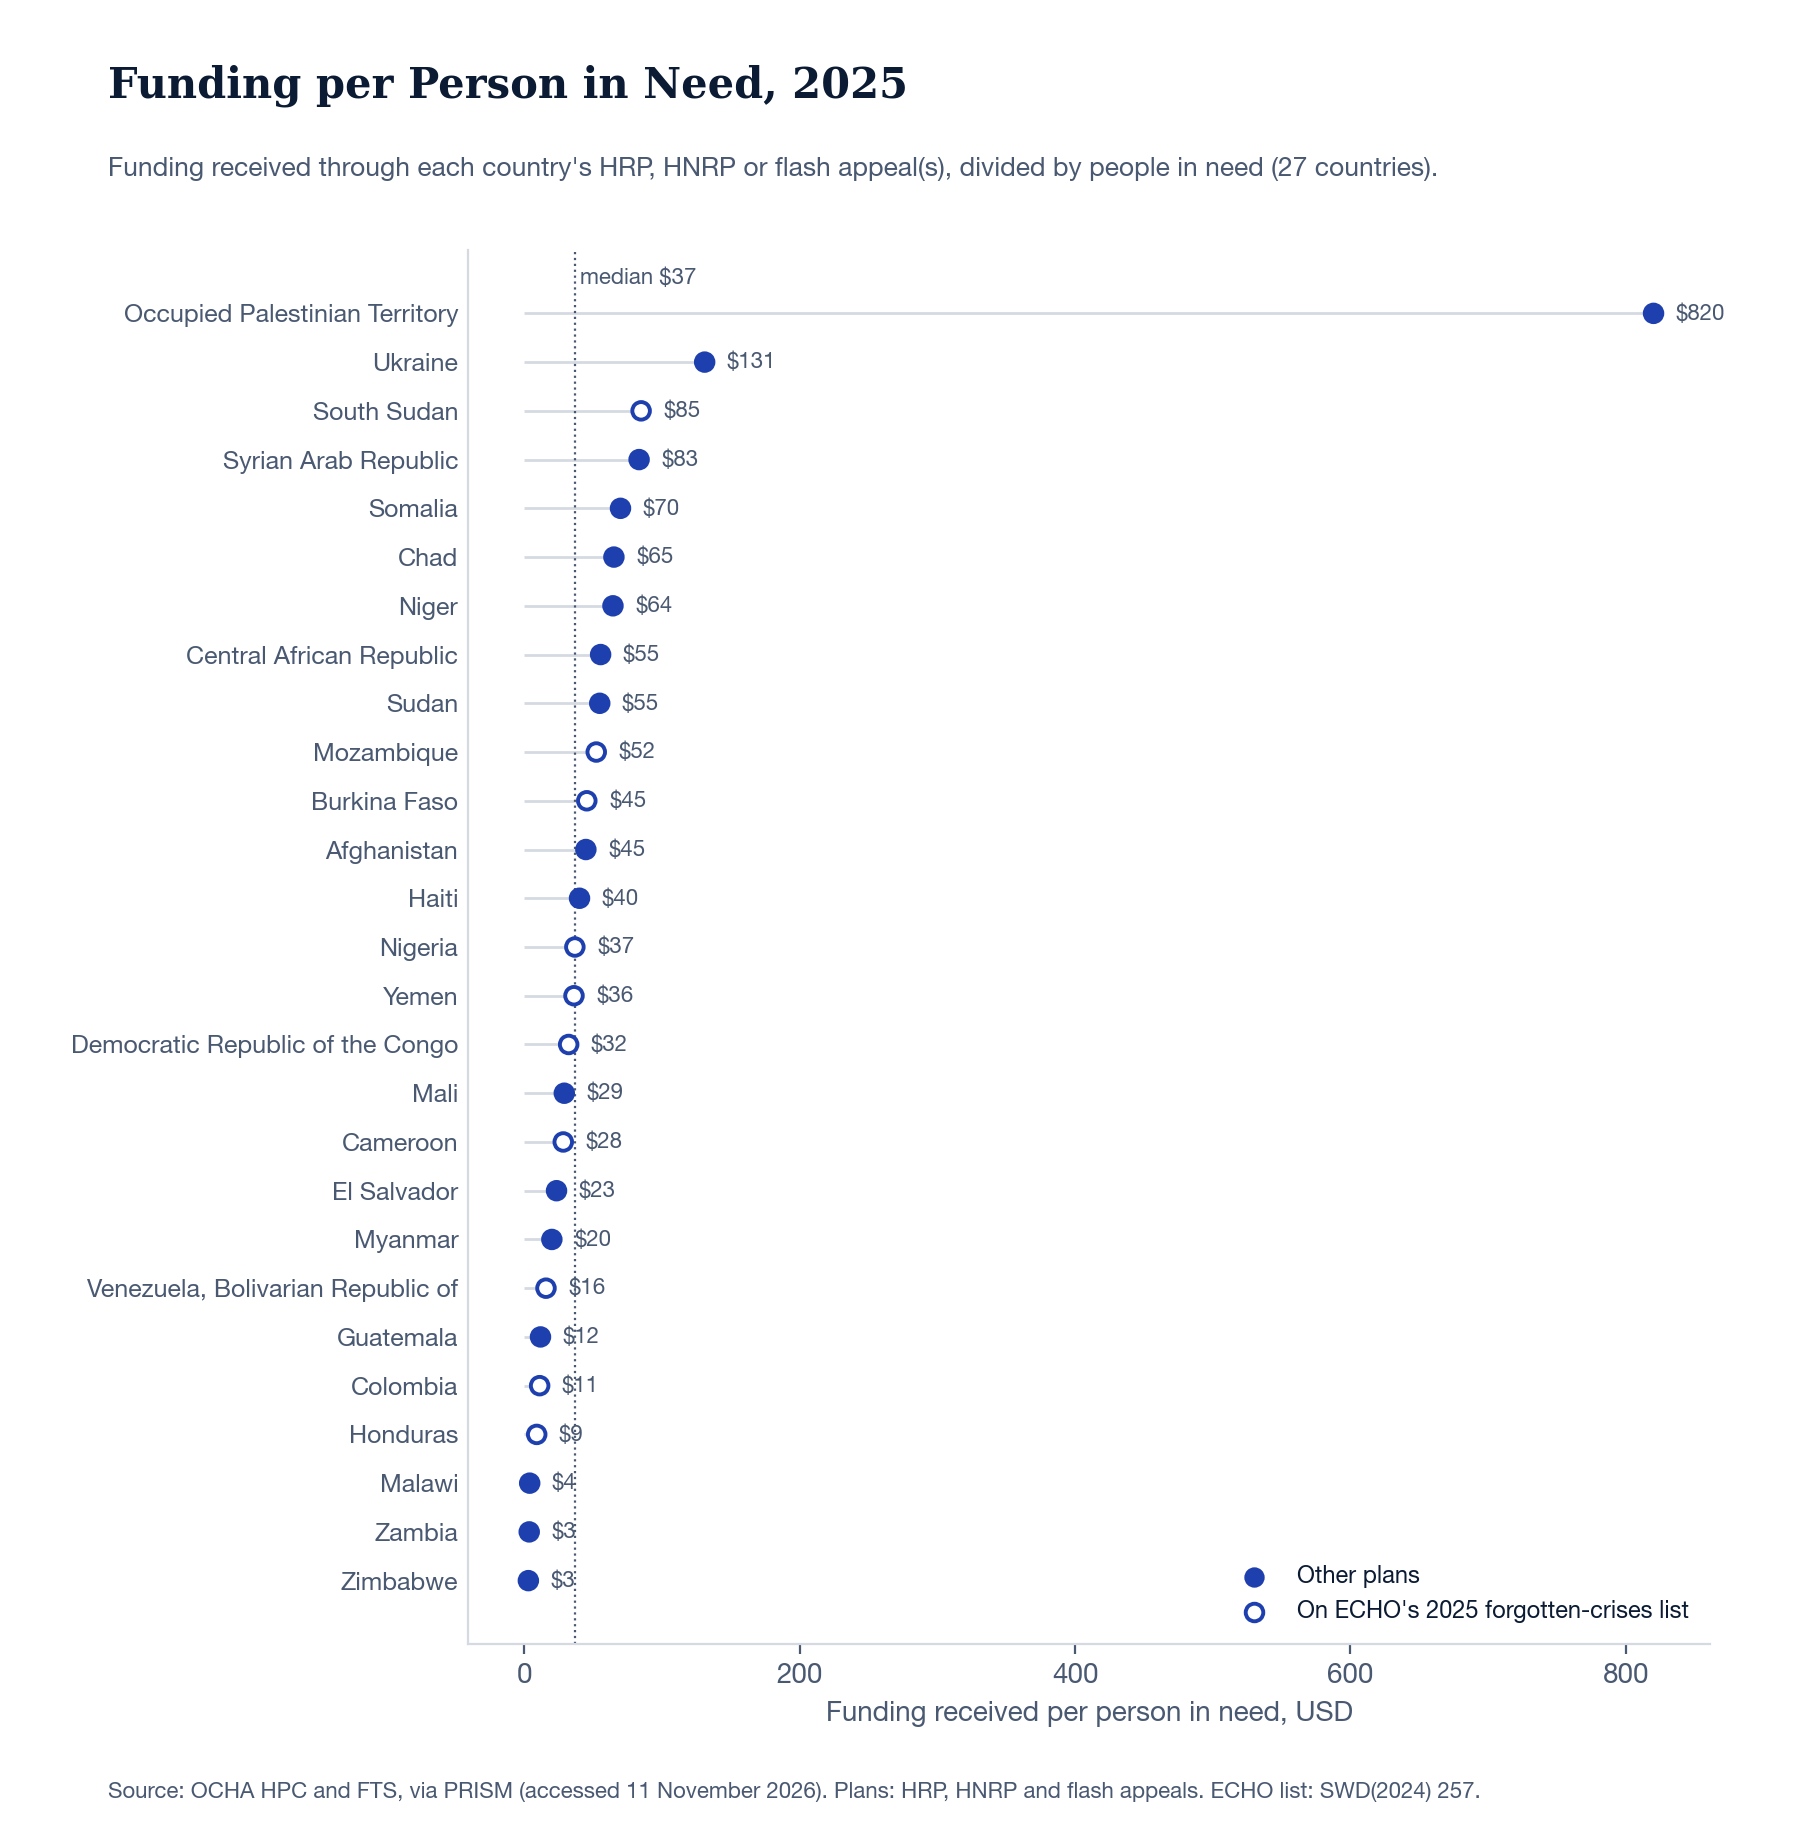 Funding per Person in Need, 2025
Funding received through each country's HRP, HNRP or flash appeal(s), divided by people in need (27 countries).
median $37
Occupied Palestinian Territory $820
Ukraine $131
South Sudan $85
Syrian Arab Republic $83
Somalia $70
Chad $65
Niger $64
Central African Republic $55
Sudan $55
Mozambique $52
Burkina Faso $45
Afghanistan $45
Haiti $40
Nigeria $37
Yemen $36
Democratic Republic of the Congo $32
Mali $29
Cameroon $28
El Salvador $23
Myanmar $20
Venezuela, Bolivarian Republic of $16
Guatemala $12
Colombia $11
Honduras $9
Malawi $4
Zambia $3
Zimbabwe $3
Other plans
On ECHO's 2025 forgotten-crises list
0 200 400 600 800
Funding received per person in need, USD
Source: OCHA HPC and FTS, via PRISM (accessed 11 November 2026). Plans: HRP, HNRP and flash appeals. ECHO list: SWD(2024) 257.